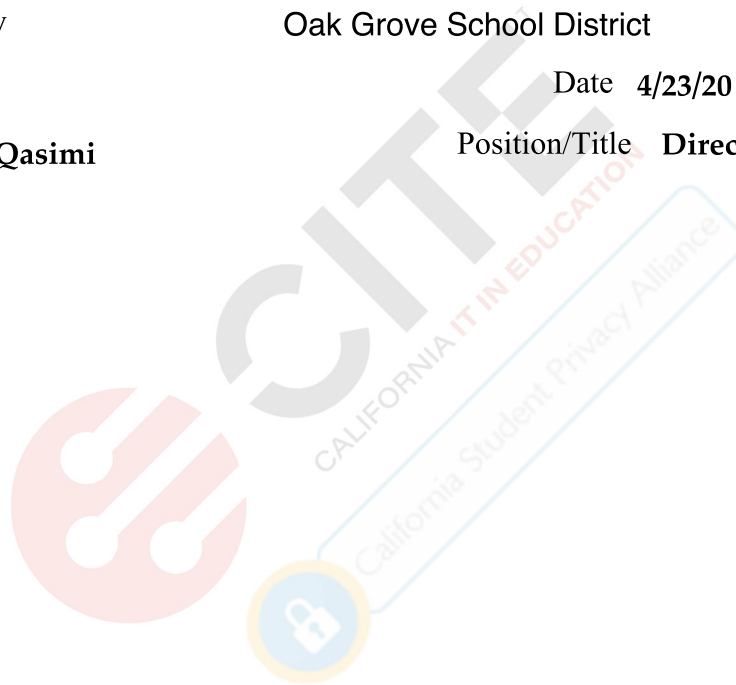 Oak Grove School District
Date 4/23/20
Qasimi
Position/Title Direc
CITE
CALIFORNIA IT IN EDUCATION
California Student Privacy Alliance